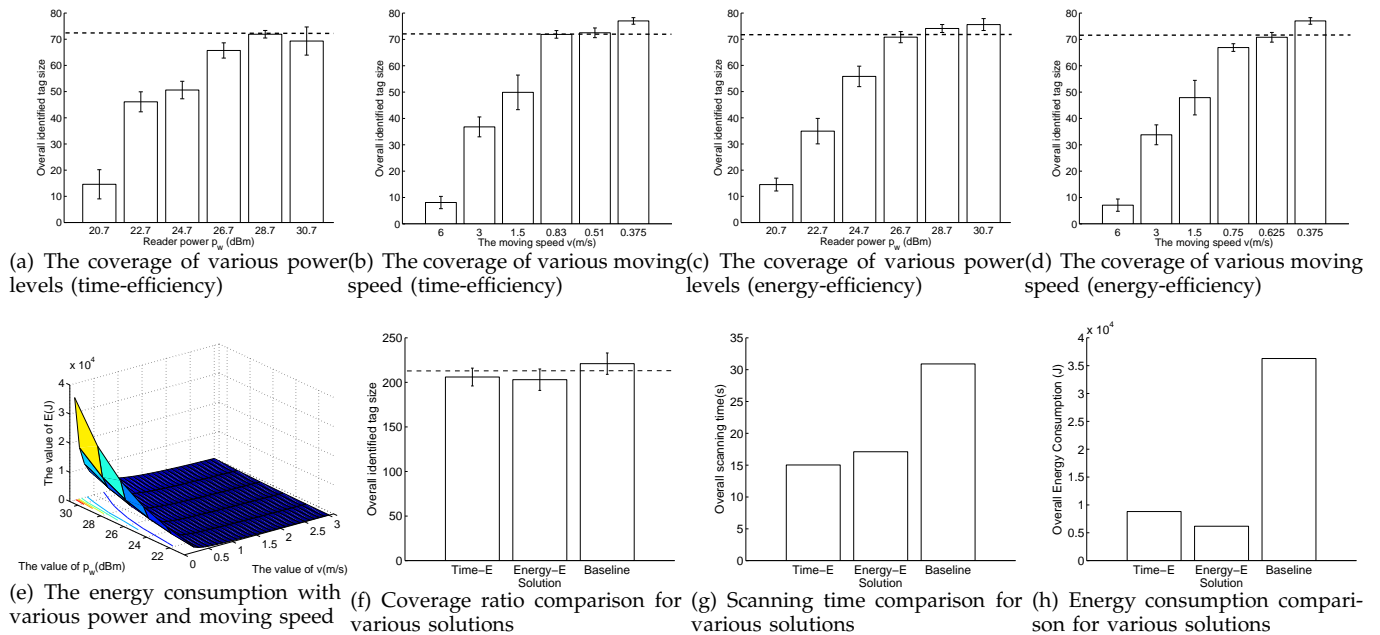 80
70
60
50
40
30
20
10
0
Overall identified tag size
20.7 22.7 24.7 26.7 28.7 30.7
Reader power p_w (dBm)
(a) The coverage of various power
levels (time-efficiency)
80
70
60
50
40
30
20
10
0
Overall identified tag size
6 3 1.5 0.83 0.51 0.375
The moving speed v(m/s)
(b) The coverage of various moving
speed (time-efficiency)
80
70
60
50
40
30
20
10
0
Overall identified tag size
20.7 22.7 24.7 26.7 28.7 30.7
Reader power p_w (dBm)
(c) The coverage of various power
levels (energy-efficiency)
80
70
60
50
40
30
20
10
0
Overall identified tag size
6 3 1.5 0.75 0.625 0.375
The moving speed v(m/s)
(d) The coverage of various moving
speed (energy-efficiency)
x 10^4
4
3
2
1
0
The value of E(J)
30
28
26
24
22
The value of p_w(dBm)
0 0.5 1 1.5 2 2.5 3
The value of v(m/s)
(e) The energy consumption with
various power and moving speed
250
200
150
100
50
0
Overall identified tag size
Time−E Energy−E Baseline
Solution
(f) Coverage ratio comparison for
various solutions
35
30
25
20
15
10
5
0
Overall scanning time(s)
Time−E Energy−E Baseline
Solution
(g) Scanning time comparison for
various solutions
x 10^4
4
3.5
3
2.5
2
1.5
1
0.5
0
Overall Energy Consumption (J)
Time−E Energy−E Baseline
Solution
(h) Energy consumption compari-
son for various solutions